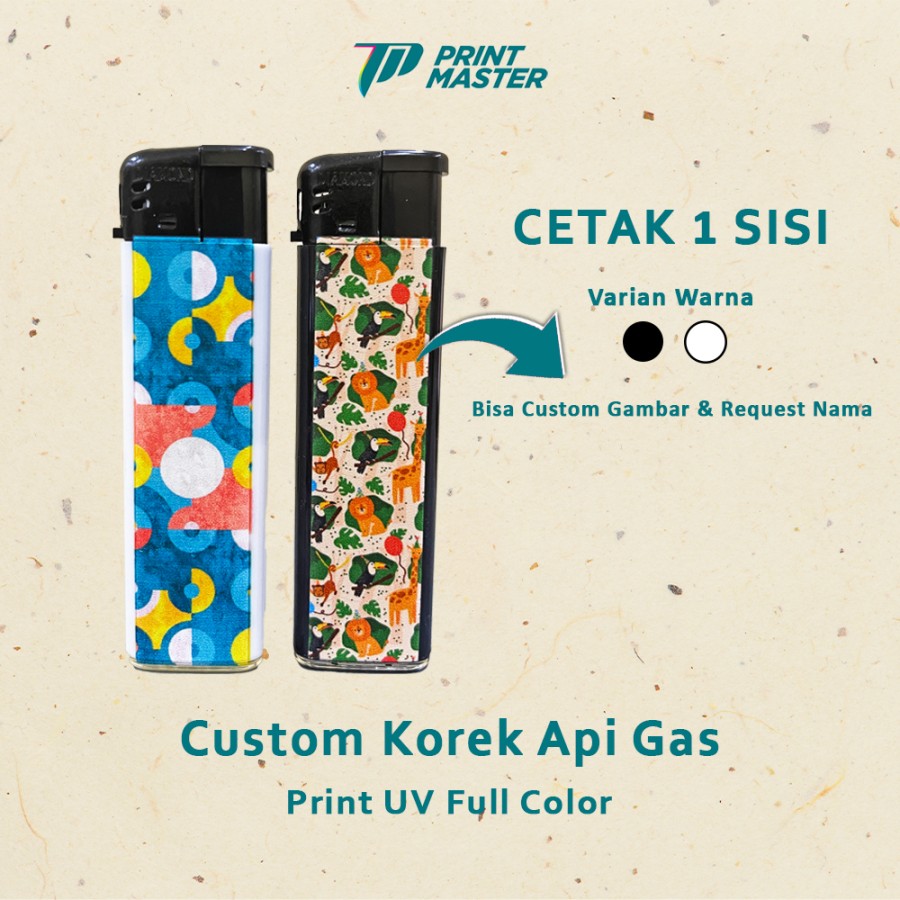 PRINT
MASTER
CETAK 1 SISI
Varian Warna
Bisa Custom Gambar & Request Nama
Custom Korek Api Gas
Print UV Full Color